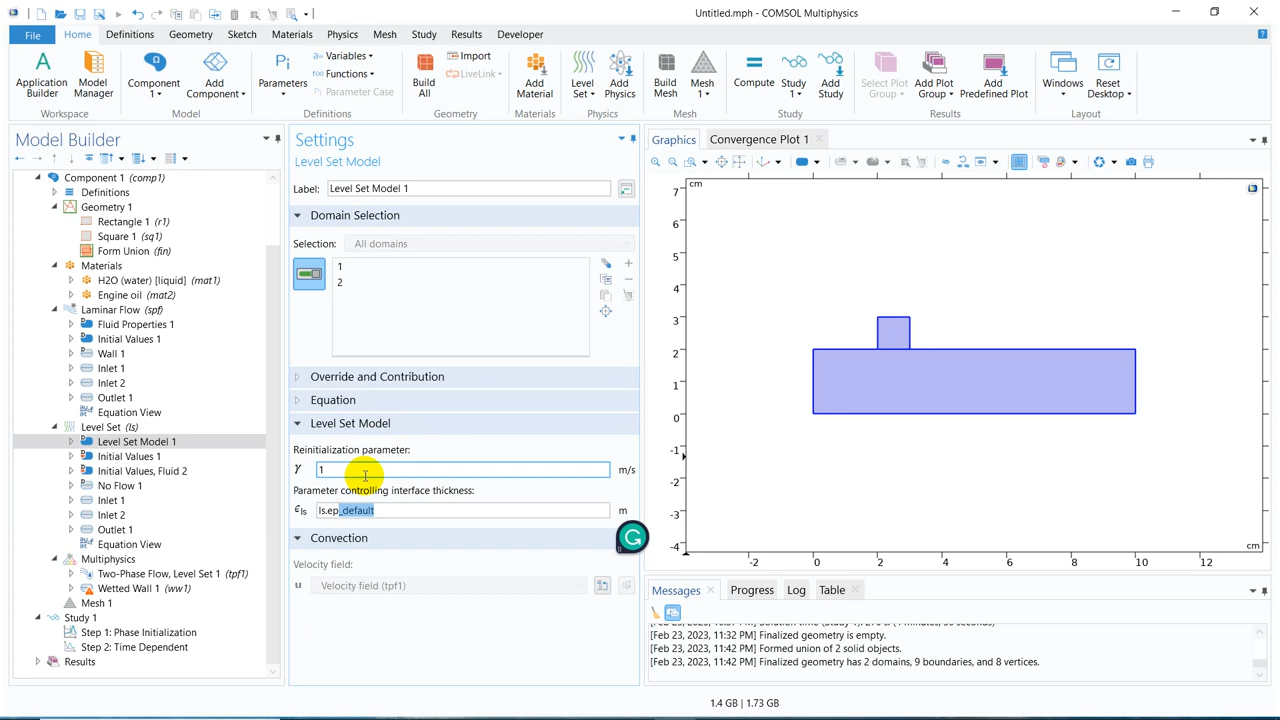 Untitled.mph - COMSOL Multiphysics
File Home Definitions Geometry Sketch Materials Physics Mesh Study Results Developer
Application Builder
Model Manager
Workspace
Component 1
Add Component
Model
Pi
Parameters 1
a= Variables
f(x) Functions
Pi Parameter Case
Definitions
Build All
Import
LiveLink
Geometry
Add Material
Materials
Level Set
Add Physics
Physics
Build Mesh
Mesh 1
Mesh
Compute
Study 1
Add Study
Study
Select Plot Group
Add Plot Group
Add Predefined Plot
Results
Windows
Reset Desktop
Layout
Model Builder
Component 1 (comp1)
Definitions
Geometry 1
Rectangle 1 (r1)
Square 1 (sq1)
Form Union (fin)
Materials
H2O (water) [liquid] (mat1)
Engine oil (mat2)
Laminar Flow (spf)
Fluid Properties 1
Initial Values 1
Wall 1
Inlet 1
Inlet 2
Outlet 1
Equation View
Level Set (ls)
Level Set Model 1
Initial Values 1
Initial Values, Fluid 2
No Flow 1
Inlet 1
Inlet 2
Outlet 1
Equation View
Multiphysics
Two-Phase Flow, Level Set 1 (tpf1)
Wetted Wall 1 (ww1)
Mesh 1
Study 1
Step 1: Phase Initialization
Step 2: Time Dependent
Results
Settings
Level Set Model
Label: Level Set Model 1
Domain Selection
Selection: All domains
1
2
Override and Contribution
Equation
Level Set Model
Reinitialization parameter:
γ 1 m/s
Parameter controlling interface thickness:
ϵls ls.ep_default m
Convection
Velocity field:
u Velocity field (tpf1)
Graphics Convergence Plot 1
cm
7
6
5
4
3
2
1
0
-1
-2
-3
-4
-2 0 2 4 6 8 10 12
cm
Messages Progress Log Table
[Feb 23, 2023, 11:32 PM] Finalized geometry is empty.
[Feb 23, 2023, 11:42 PM] Formed union of 2 solid objects.
[Feb 23, 2023, 11:42 PM] Finalized geometry has 2 domains, 9 boundaries, and 8 vertices.
1.4 GB | 1.73 GB